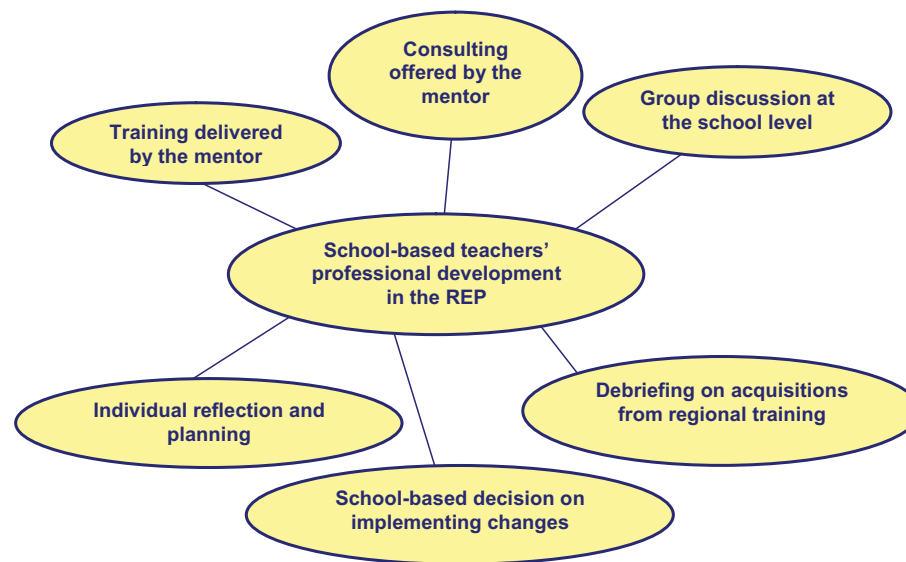 Consulting
offered by the
mentor
Group discussion at
the school level
Training delivered
by the mentor
School-based teachers’
professional development
in the REP
Individual reflection and
planning
Debriefing on acquisitions
from regional training
School-based decision on
implementing changes